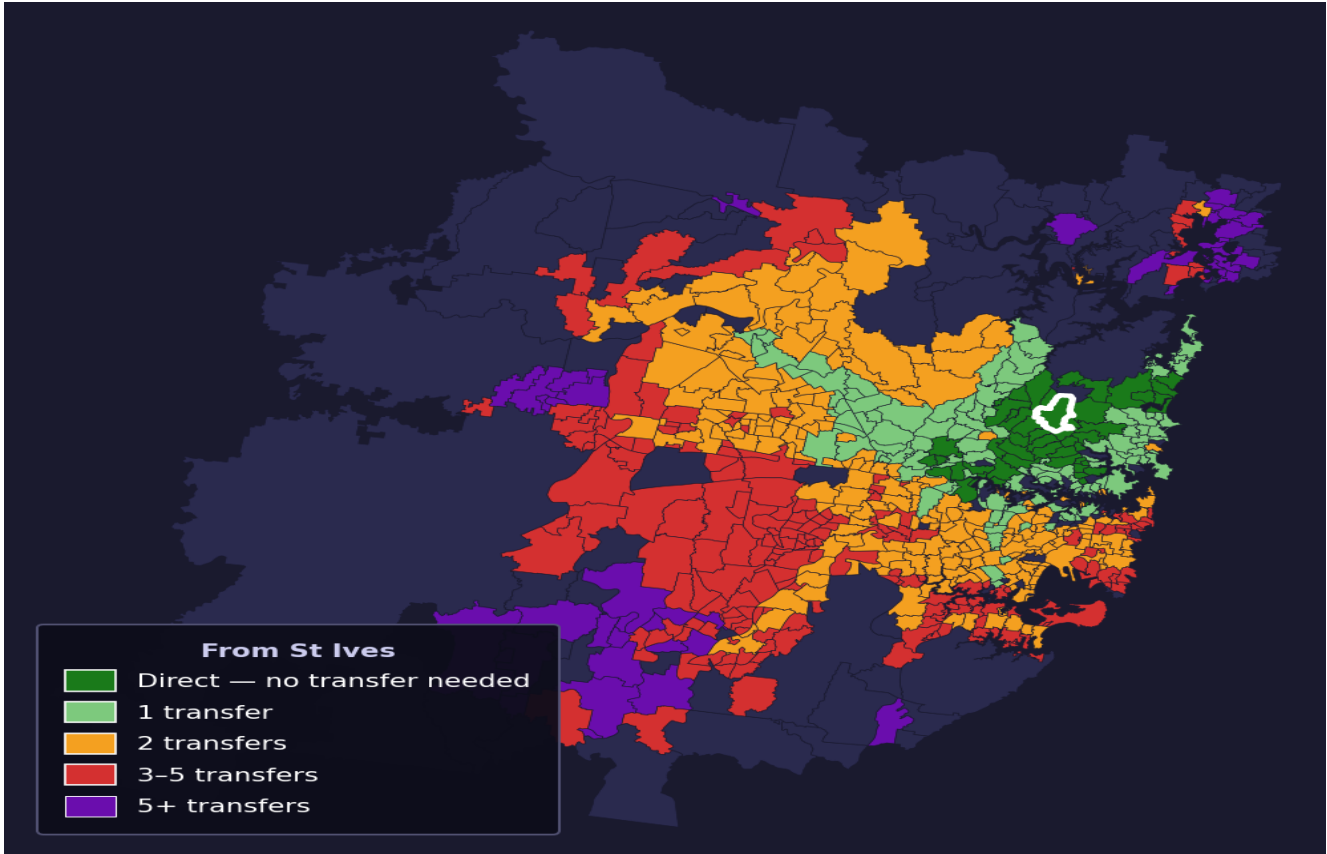 From St Ives
Direct — no transfer needed
1 transfer
2 transfers
3–5 transfers
5+ transfers